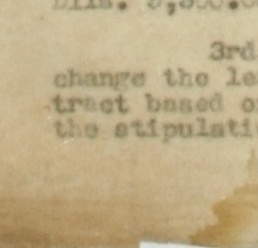 3rd
change the le
tract based o
the stipulati